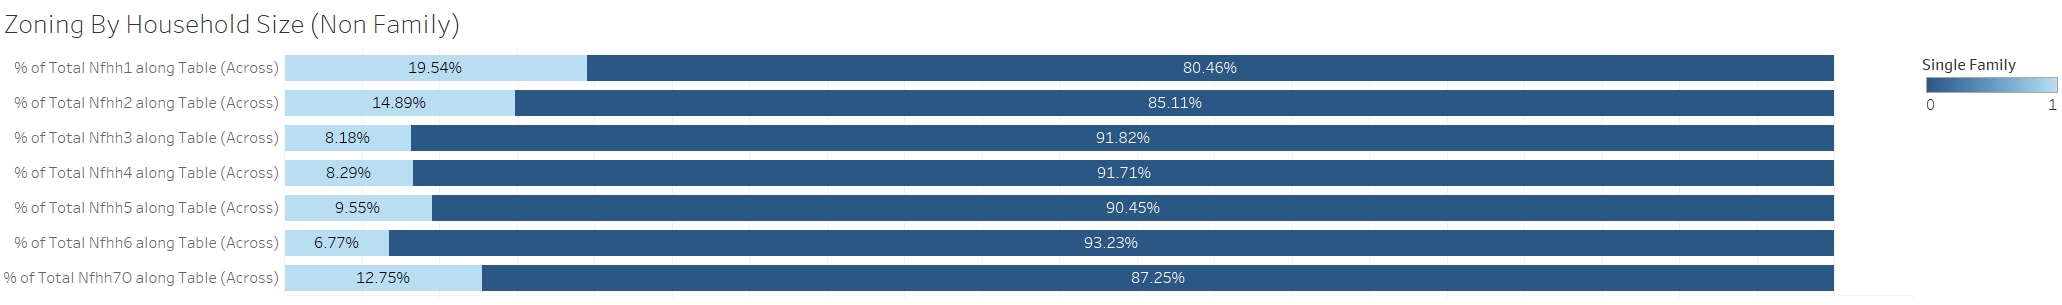 Zoning By Household Size (Non Family)
% of Total Nfhh1 along Table (Across) 19.54% 80.46%
% of Total Nfhh2 along Table (Across) 14.89% 85.11%
% of Total Nfhh3 along Table (Across) 8.18% 91.82%
% of Total Nfhh4 along Table (Across) 8.29% 91.71%
% of Total Nfhh5 along Table (Across) 9.55% 90.45%
% of Total Nfhh6 along Table (Across) 6.77% 93.23%
% of Total Nfhh7O along Table (Across) 12.75% 87.25%
Single Family
0 1